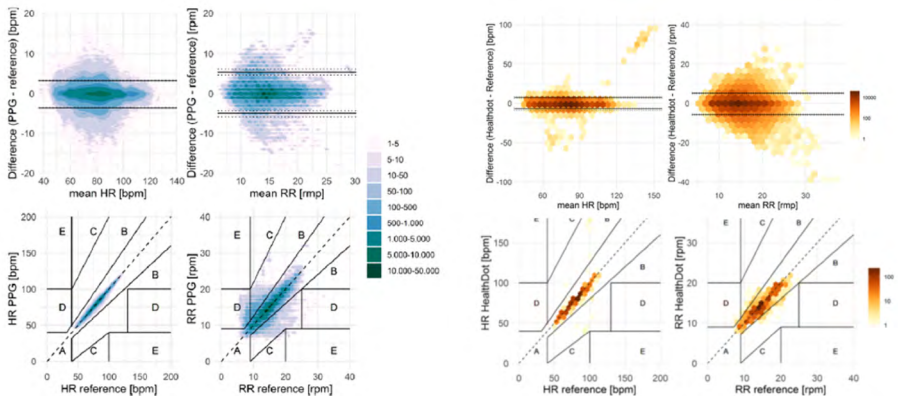 Difference (PPG - reference) [bpm]
20
10
0
-10
-20
40 60 80 100 120 140
mean HR [bpm]
Difference (PPG - reference) [rpm]
20
10
0
-10
-20
10 15 20 25 30
mean RR [rmp]
1-5
5-10
10-50
50-100
100-500
500-1.000
1.000-5.000
5.000-10.000
10.000-50.000
HR PPG [bpm]
200
150
100
50
0
E C B
B
D D
A C E
0 50 100 150 200
HR reference [bpm]
RR PPG [rpm]
40
30
20
10
0
E C B
B
D D
A C E
0 10 20 30 40
RR reference [rpm]
Difference (Healthdot - Reference) [bpm]
100
50
0
-50
-100
60 90 120 150
mean HR [bpm]
Difference (Healthdot - Reference) [rpm]
40
20
0
-20
-40
10 20 30
mean RR [rpm]
10000
100
1
HR HealthDot [bpm]
150
100
50
0
E C B
B
D D
A C E
0 50 100 150 200
HR reference [bpm]
RR HealthDot [rpm]
30
20
10
0
E C B
B
D D
A C E
0 10 20 30 40
RR reference [rpm]
100
10
1